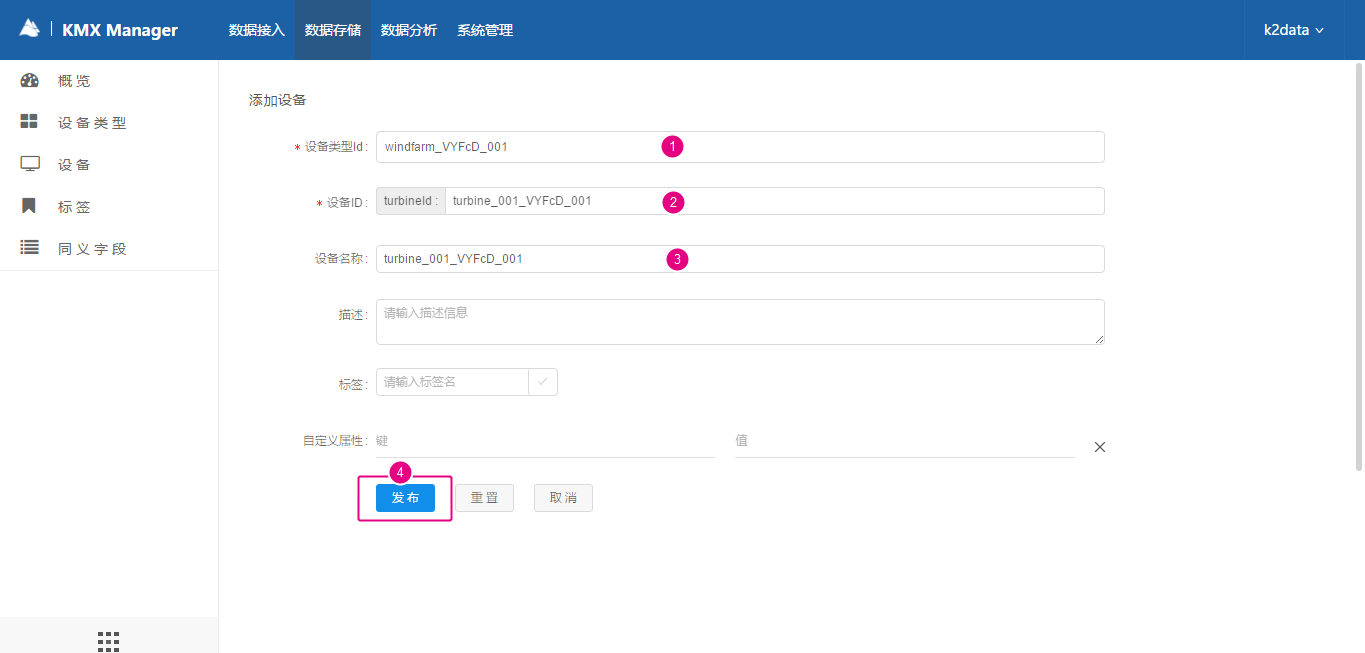 KMX Manager 数据接入 数据存储 数据分析 系统管理 k2data
概览
设备类型
设备
标签
同义字段
添加设备
* 设备类型Id: windfarm_VYFcD_001 1
* 设备ID: turbineId : turbine_001_VYFcD_001 2
设备名称: turbine_001_VYFcD_001 3
描述: 请输入描述信息
标签: 请输入标签名
自定义属性: 键 值
4
发布 重置 取消